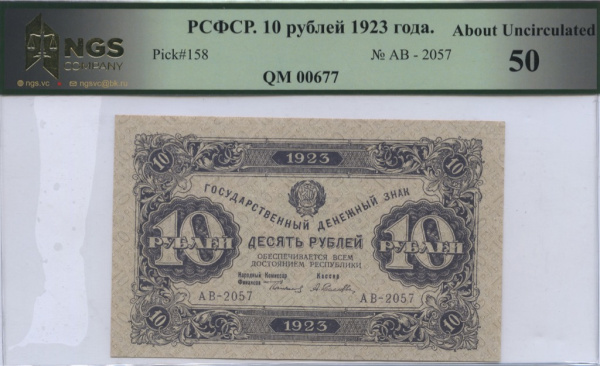 NGS
COMPANY
ngs.vc
ngsvc@bk.ru
РСФСР. 10 рублей 1923 года.
About Uncirculated
Pick#158
№ АВ - 2057
50
QM 00677
10
1923
10
ГОСУДАРСТВЕННЫЙ ДЕНЕЖНЫЙ ЗНАК
10
РУБЛЕЙ
ДЕСЯТЬ РУБЛЕЙ
10
РУБЛЕЙ
ОБЕСПЕЧИВАЕТСЯ ВСЕМ
ДОСТОЯНИЕМ РЕСПУБЛИКИ
Народный Комиссар
Финансов
Кассир
АВ-2057
АВ-2057
10
1923
10